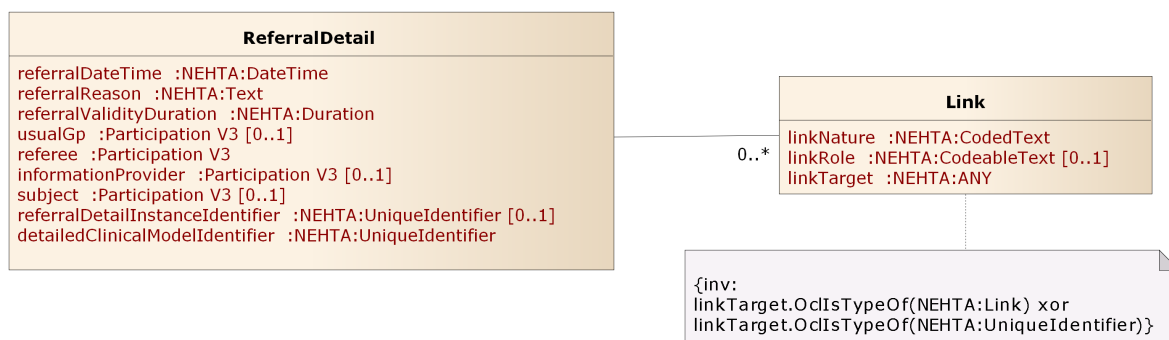 ReferralDetail
referralDateTime :NEHTA:DateTime
referralReason :NEHTA:Text
referralValidityDuration :NEHTA:Duration
usualGp :Participation V3 [0..1]
referee :Participation V3
informationProvider :Participation V3 [0..1]
subject :Participation V3 [0..1]
referralDetailInstanceIdentifier :NEHTA:UniqueIdentifier [0..1]
detailedClinicalModelIdentifier :NEHTA:UniqueIdentifier
0..*
Link
linkNature :NEHTA:CodedText
linkRole :NEHTA:CodeableText [0..1]
linkTarget :NEHTA:ANY
{inv:
linkTarget.OclIsTypeOf(NEHTA:Link) xor
linkTarget.OclIsTypeOf(NEHTA:UniqueIdentifier)}